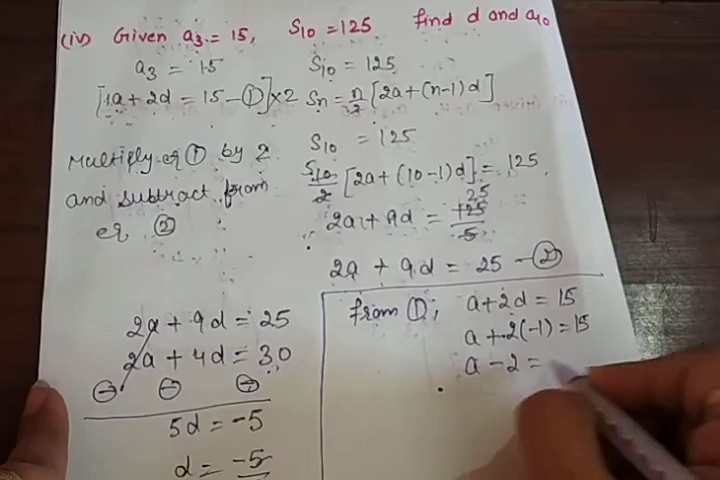 (iv) Given a₃ = 15, S₁₀ = 125 find d and a₁₀
a₃ = 15
[1a + 2d = 15 - ①] × 2
Multiply eq ① by 2
and subtract from
eq ②
2a + 9d = 25
2a + 4d = 30
⊖ ⊖ ⊖
5d = -5
d = -5
S₁₀ = 125
Sn = n/2 [2a + (n-1)d]
S₁₀ = 125
10/2 [2a + (10-1)d] = 125
2a + 9d = 125/5 25
2a + 9d = 25 - ②
from ①; a + 2d = 15
a + 2(-1) = 15
a - 2 =